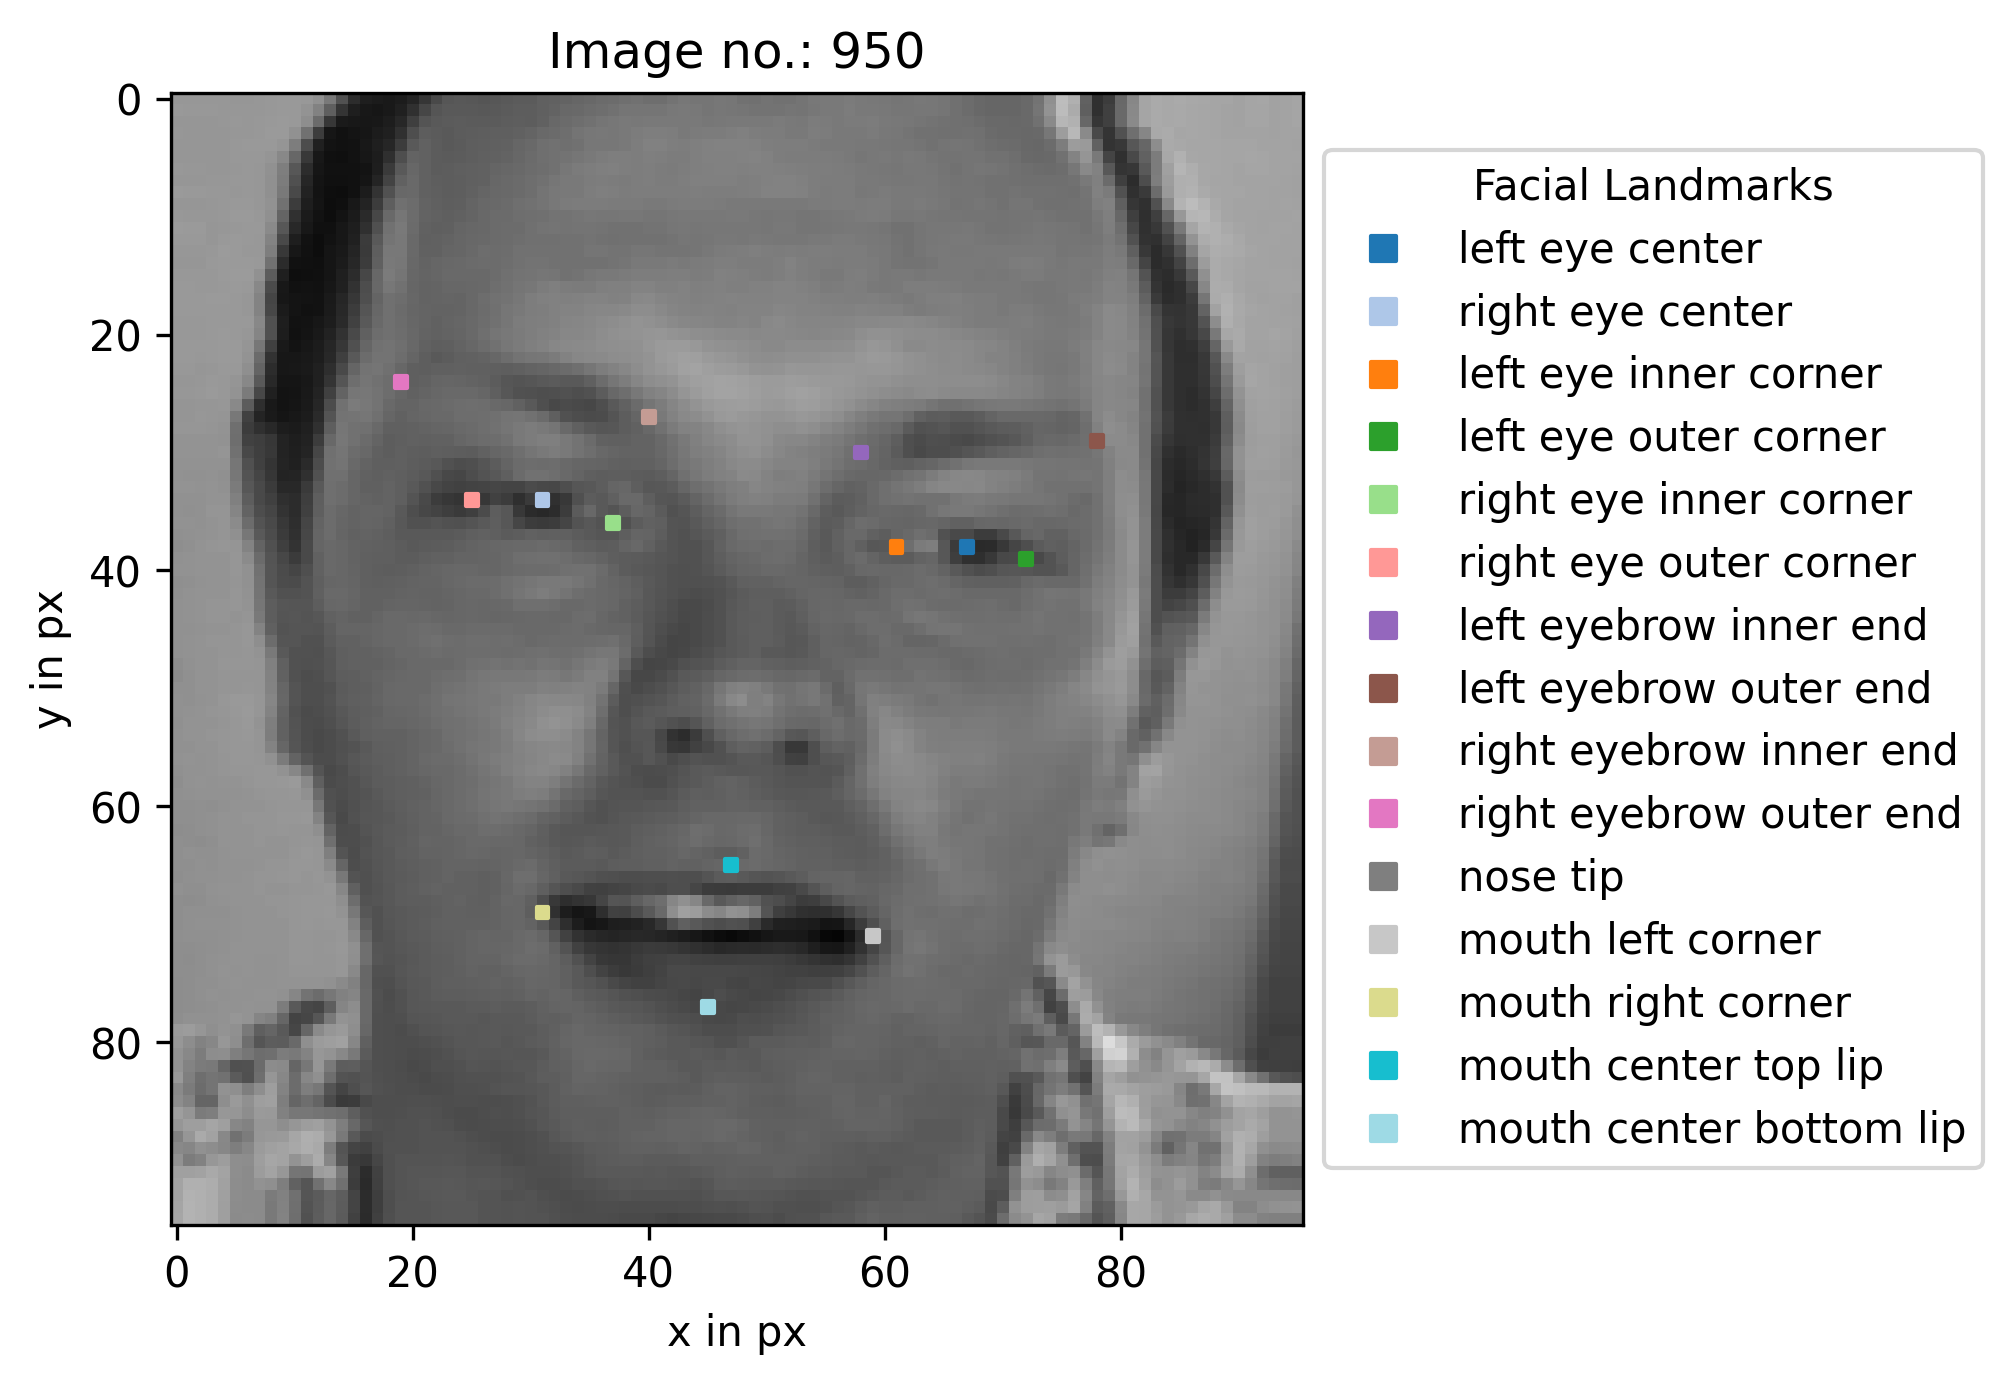 Image no.: 950
0
20
40
60
80
y in px
0 20 40 60 80
x in px
Facial Landmarks
left eye center
right eye center
left eye inner corner
left eye outer corner
right eye inner corner
right eye outer corner
left eyebrow inner end
left eyebrow outer end
right eyebrow inner end
right eyebrow outer end
nose tip
mouth left corner
mouth right corner
mouth center top lip
mouth center bottom lip